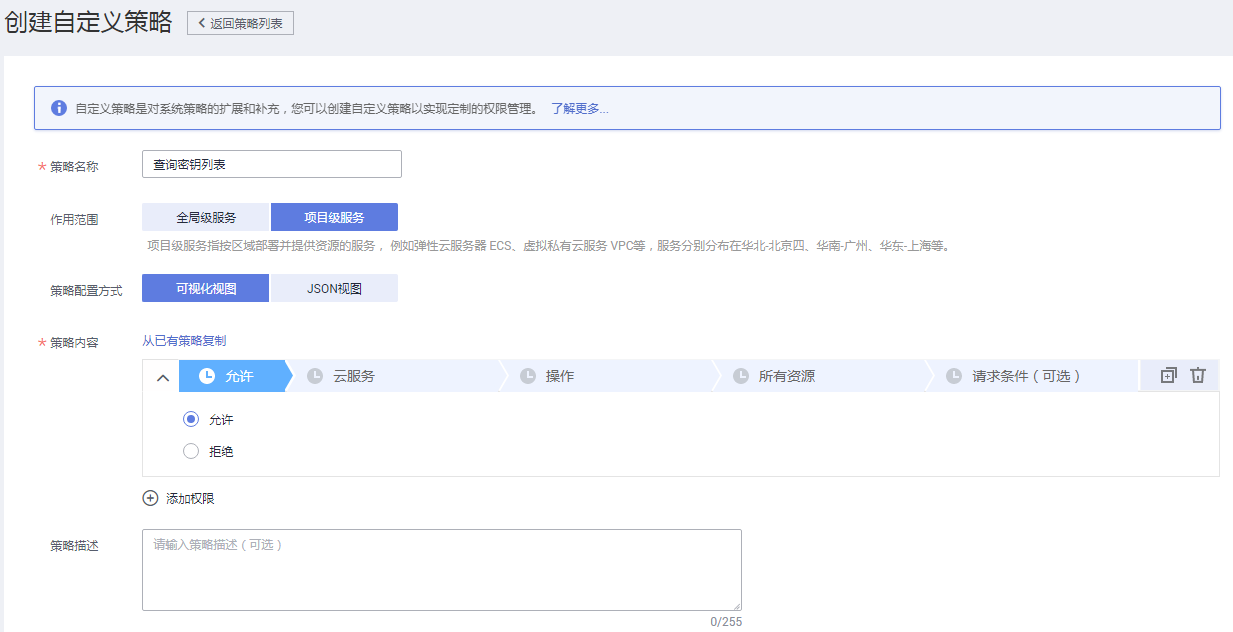 创建自定义策略 返回策略列表
自定义策略是对系统策略的扩展和补充，您可以创建自定义策略以实现定制的权限管理。 了解更多...
* 策略名称 查询密钥列表
作用范围 全局级服务 项目级服务
项目级服务指按区域部署并提供资源的服务， 例如弹性云服务器 ECS、虚拟私有云服务 VPC等，服务分别分布在华北-北京四、华南-广州、华东-上海等。
策略配置方式 可视化视图 JSON视图
* 策略内容 从已有策略复制
允许 云服务 操作 所有资源 请求条件（可选）
允许
拒绝
添加权限
策略描述 请输入策略描述（可选）
0/255